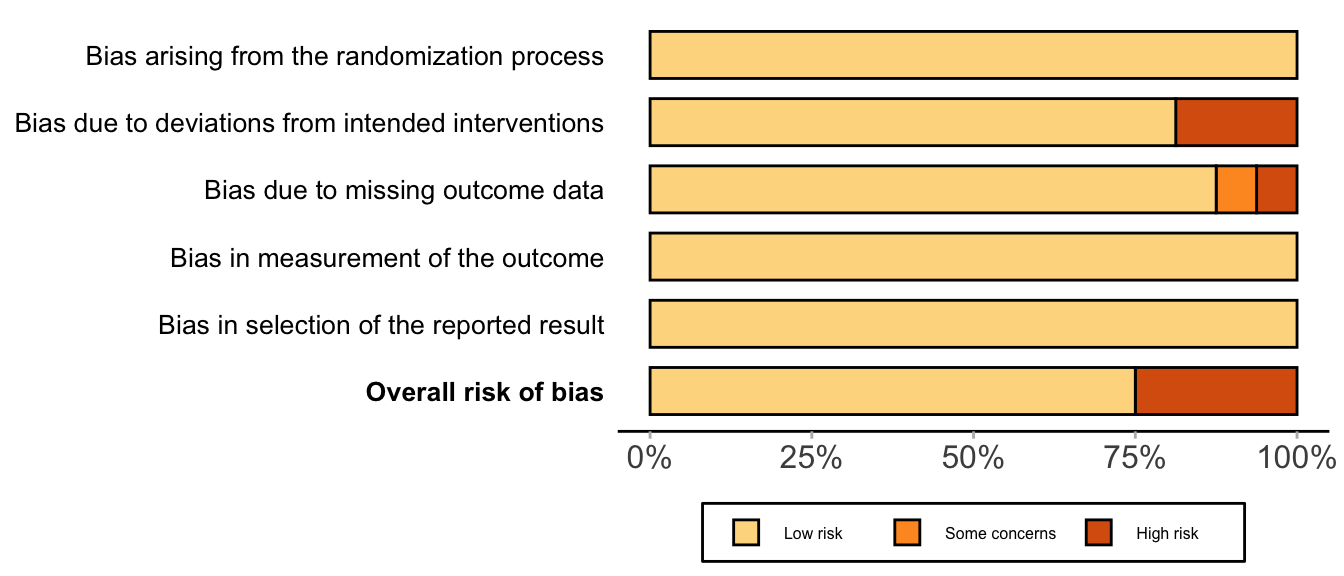 Bias arising from the randomization process
Bias due to deviations from intended interventions
Bias due to missing outcome data
Bias in measurement of the outcome
Bias in selection of the reported result
Overall risk of bias
0% 25% 50% 75% 100%
Low risk Some concerns High risk